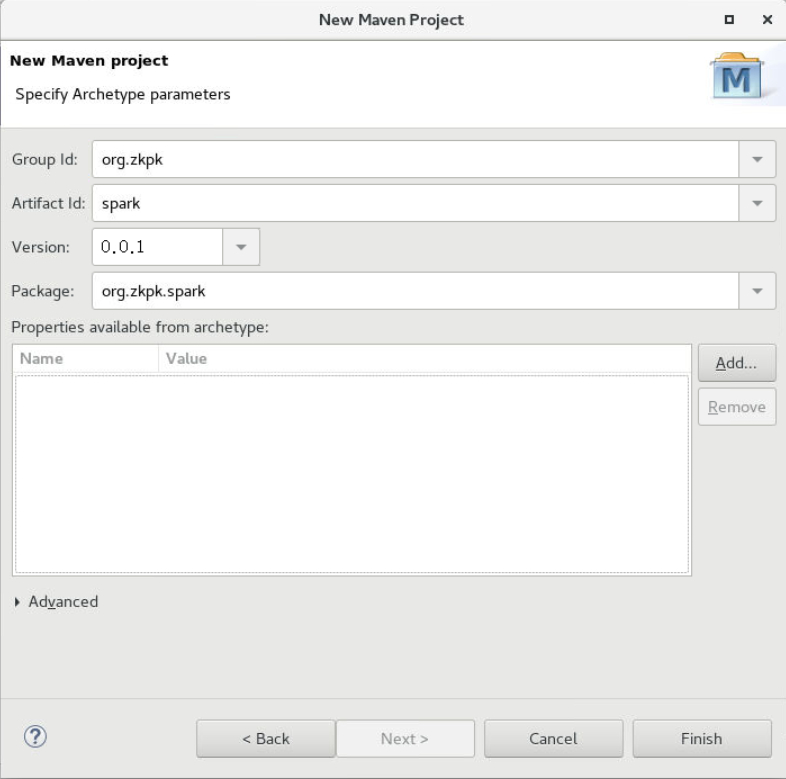 New Maven Project
New Maven project
Specify Archetype parameters
M
Group Id: org.zkpk
Artifact Id: spark
Version: 0.0.1
Package: org.zkpk.spark
Properties available from archetype:
Name Value
Add...
Remove
Advanced
? < Back Next > Cancel Finish